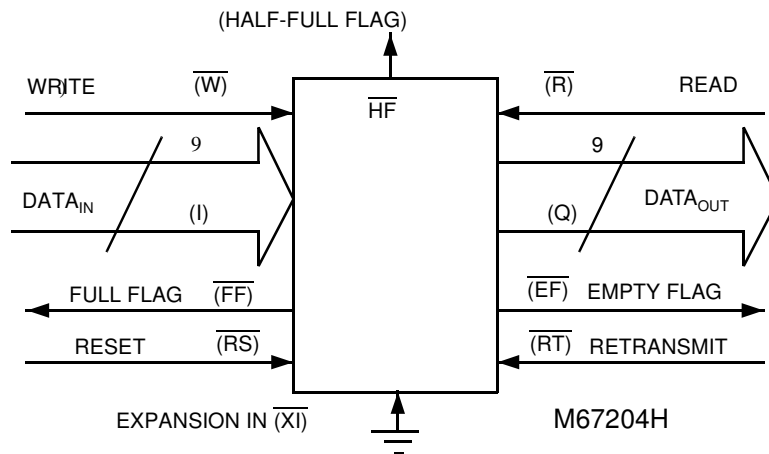 (HALF-FULL FLAG)
WRITE (W) (R) READ
HF
9 9
DATAIN (I) (Q) DATAOUT
FULL FLAG (FF) (EF) EMPTY FLAG
RESET (RS) (RT) RETRANSMIT
EXPANSION IN (XI) M67204H